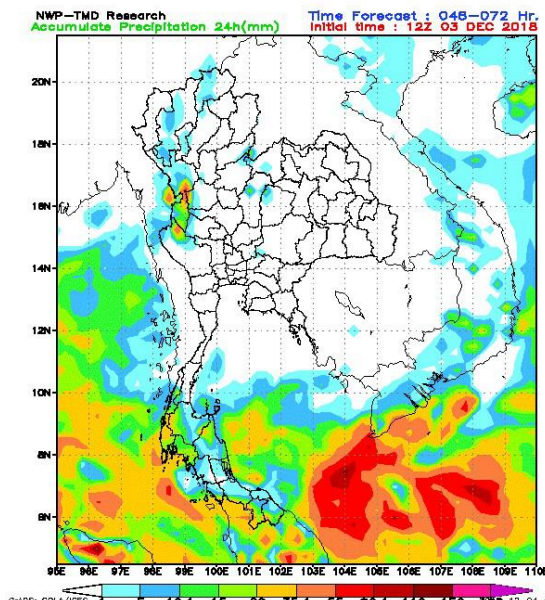 NWP-TMD Research
Time Forecast : 048-072 Hr.
Accumulate Precipitation 24h(mm)
Initial time : 12Z 03 DEC 2018
20N
18N
16N
14N
12N
10N
8N
6N
95E 96E 97E 98E 99E 100E 101E 102E 103E 104E 105E 106E 107E 108E 109E 110E